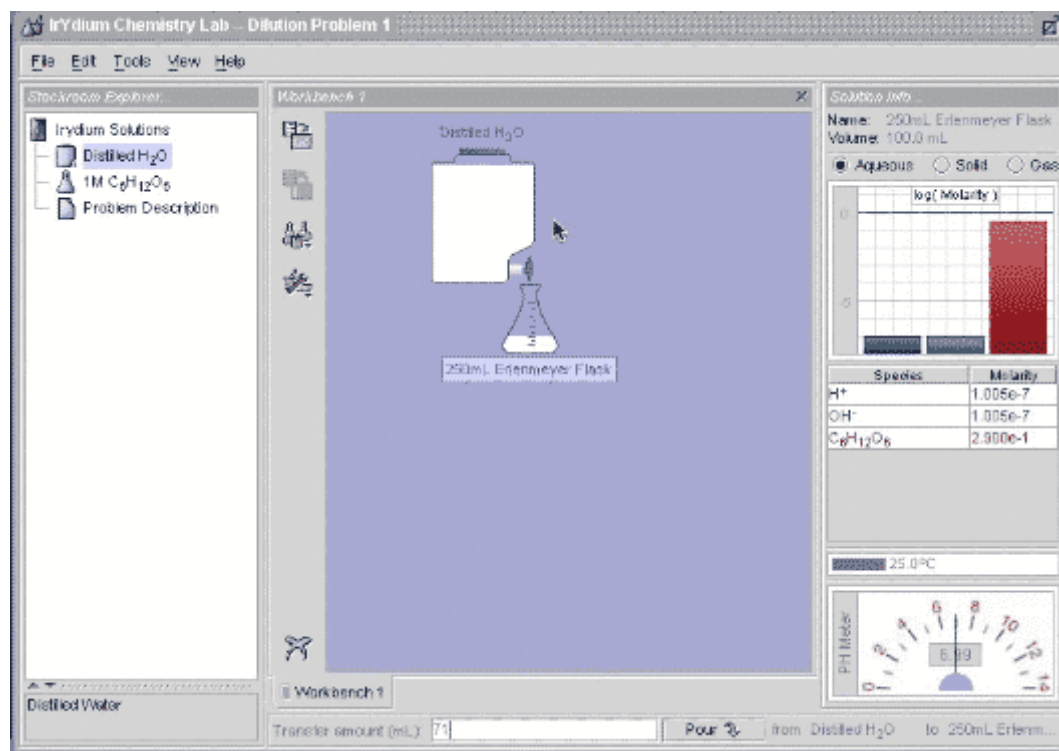 IrYdium Chemistry Lab -- Dilution Problem 1
File Edit Tools View Help
Stockroom Explorer...
Irydium Solutions
Distilled H₂O
1M C₆H₁₂O₆
Problem Description
Distilled Water
Workbench 1
Distilled H₂O
250mL Erlenmeyer Flask
Workbench 1
Transfer amount (mL): 71 Pour from Distilled H₂O to 250mL Erlenm...
Solution Info...
Name: 250mL Erlenmeyer Flask
Volume: 100.0 mL
Aqueous Solid Gas
log( Molarity )
0
-5
Species Molarity
H⁺ 1.005e-7
OH⁻ 1.005e-7
C₆H₁₂O₆ 2.900e-1
25.0°C
pH Meter
0 2 4 6 8 10 12 14
6.99